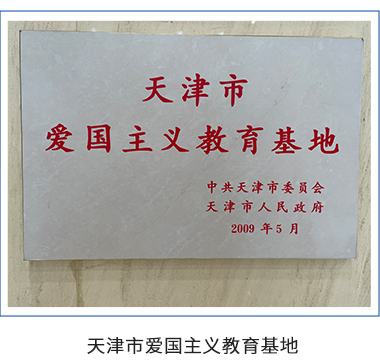 天津市
爱国主义教育基地
中共天津市委员会
天津市人民政府
2009 年 5 月
天津市爱国主义教育基地